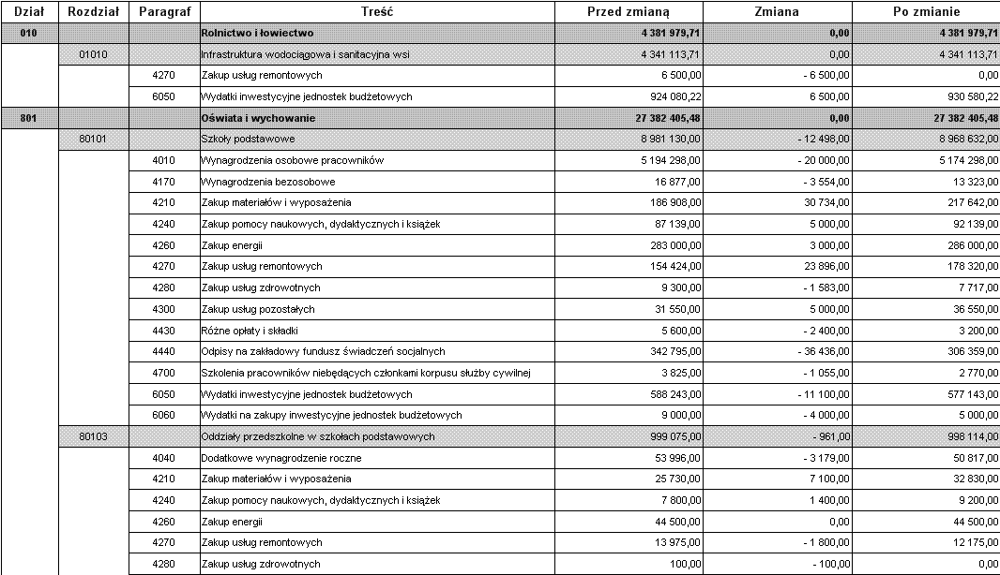 Dział Rozdział Paragraf Treść Przed zmianą Zmiana Po zmianie
010 Rolnictwo i łowiectwo 4 381 979,71 0,00 4 381 979,71
01010 Infrastruktura wodociągowa i sanitacyjna wsi 4 341 113,71 0,00 4 341 113,71
4270 Zakup usług remontowych 6 500,00 - 6 500,00 0,00
6050 Wydatki inwestycyjne jednostek budżetowych 924 080,22 6 500,00 930 580,22
801 Oświata i wychowanie 27 382 405,48 0,00 27 382 405,48
80101 Szkoły podstawowe 8 981 130,00 - 12 498,00 8 968 632,00
4010 Wynagrodzenia osobowe pracowników 5 194 298,00 - 20 000,00 5 174 298,00
4170 Wynagrodzenia bezosobowe 16 877,00 - 3 554,00 13 323,00
4210 Zakup materiałów i wyposażenia 186 908,00 30 734,00 217 642,00
4240 Zakup pomocy naukowych, dydaktycznych i książek 87 139,00 5 000,00 92 139,00
4260 Zakup energii 283 000,00 3 000,00 286 000,00
4270 Zakup usług remontowych 154 424,00 23 896,00 178 320,00
4280 Zakup usług zdrowotnych 9 300,00 - 1 583,00 7 717,00
4300 Zakup usług pozostałych 31 550,00 5 000,00 36 550,00
4430 Różne opłaty i składki 5 600,00 - 2 400,00 3 200,00
4440 Odpisy na zakładowy fundusz świadczeń socjalnych 342 795,00 - 36 436,00 306 359,00
4700 Szkolenia pracowników niebędących członkami korpusu służby cywilnej 3 825,00 - 1 055,00 2 770,00
6050 Wydatki inwestycyjne jednostek budżetowych 588 243,00 - 11 100,00 577 143,00
6060 Wydatki na zakupy inwestycyjne jednostek budżetowych 9 000,00 - 4 000,00 5 000,00
80103 Oddziały przedszkolne w szkołach podstawowych 999 075,00 - 961,00 998 114,00
4040 Dodatkowe wynagrodzenie roczne 53 996,00 - 3 179,00 50 817,00
4210 Zakup materiałów i wyposażenia 25 730,00 7 100,00 32 830,00
4240 Zakup pomocy naukowych, dydaktycznych i książek 7 800,00 1 400,00 9 200,00
4260 Zakup energii 44 500,00 0,00 44 500,00
4270 Zakup usług remontowych 13 975,00 - 1 800,00 12 175,00
4280 Zakup usług zdrowotnych 100,00 - 100,00 0,00